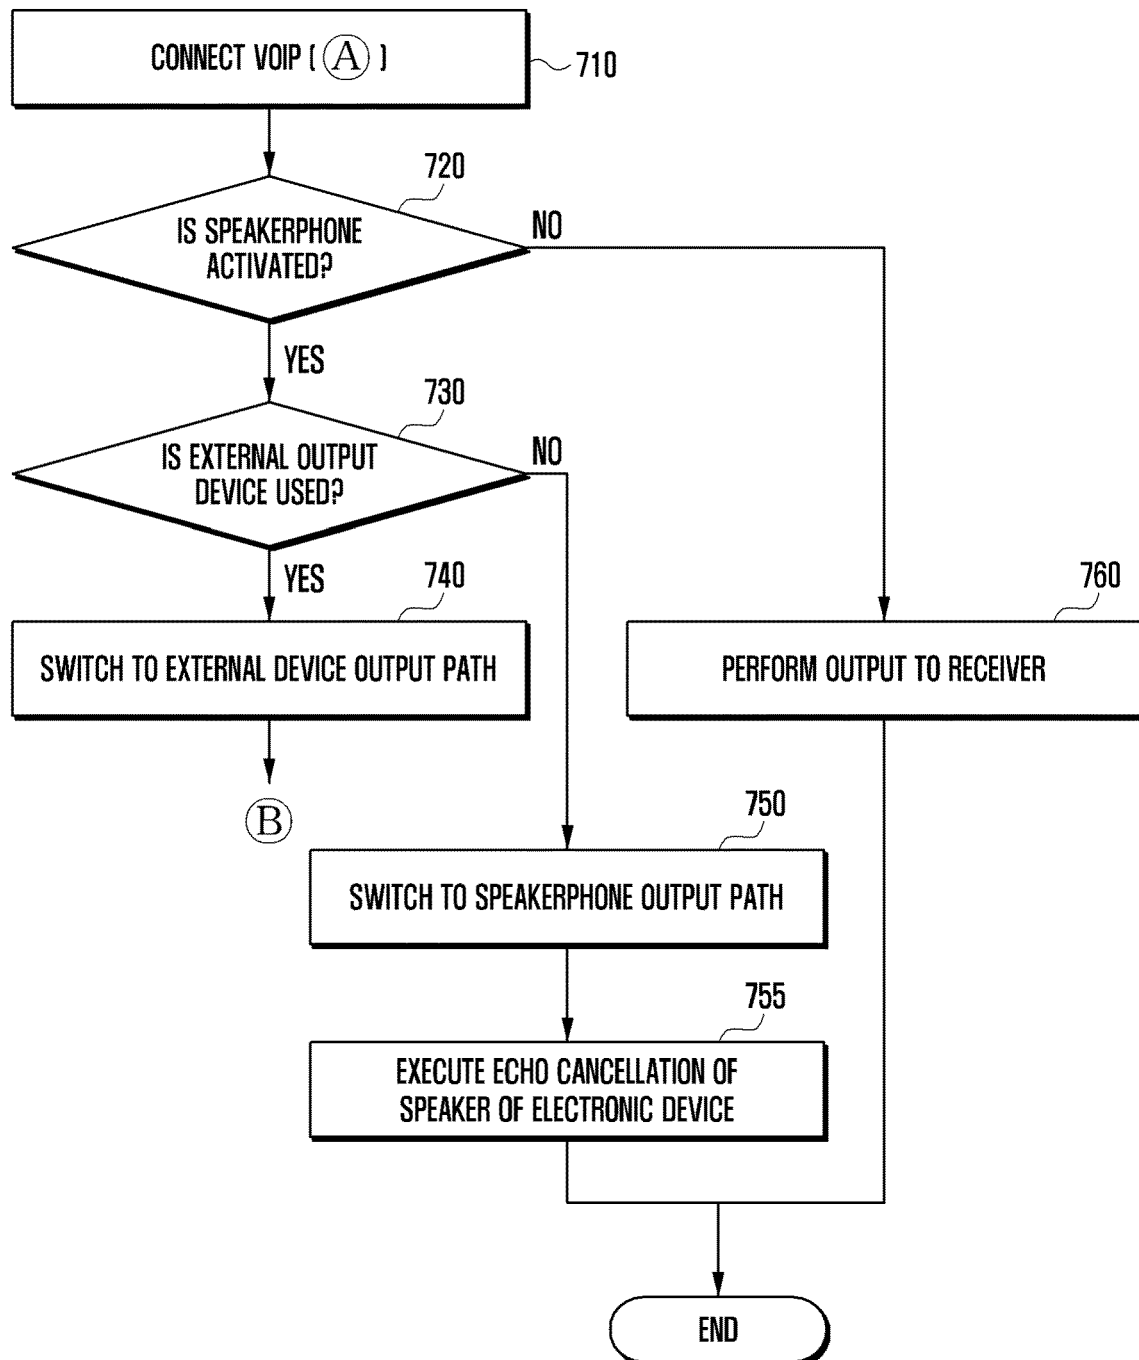 CONNECT VOIP ( Ⓐ )
710
720
IS SPEAKERPHONE
ACTIVATED?
NO
YES
730
IS EXTERNAL OUTPUT
DEVICE USED?
NO
YES
740
760
SWITCH TO EXTERNAL DEVICE OUTPUT PATH
PERFORM OUTPUT TO RECEIVER
Ⓑ
750
SWITCH TO SPEAKERPHONE OUTPUT PATH
755
EXECUTE ECHO CANCELLATION OF
SPEAKER OF ELECTRONIC DEVICE
END